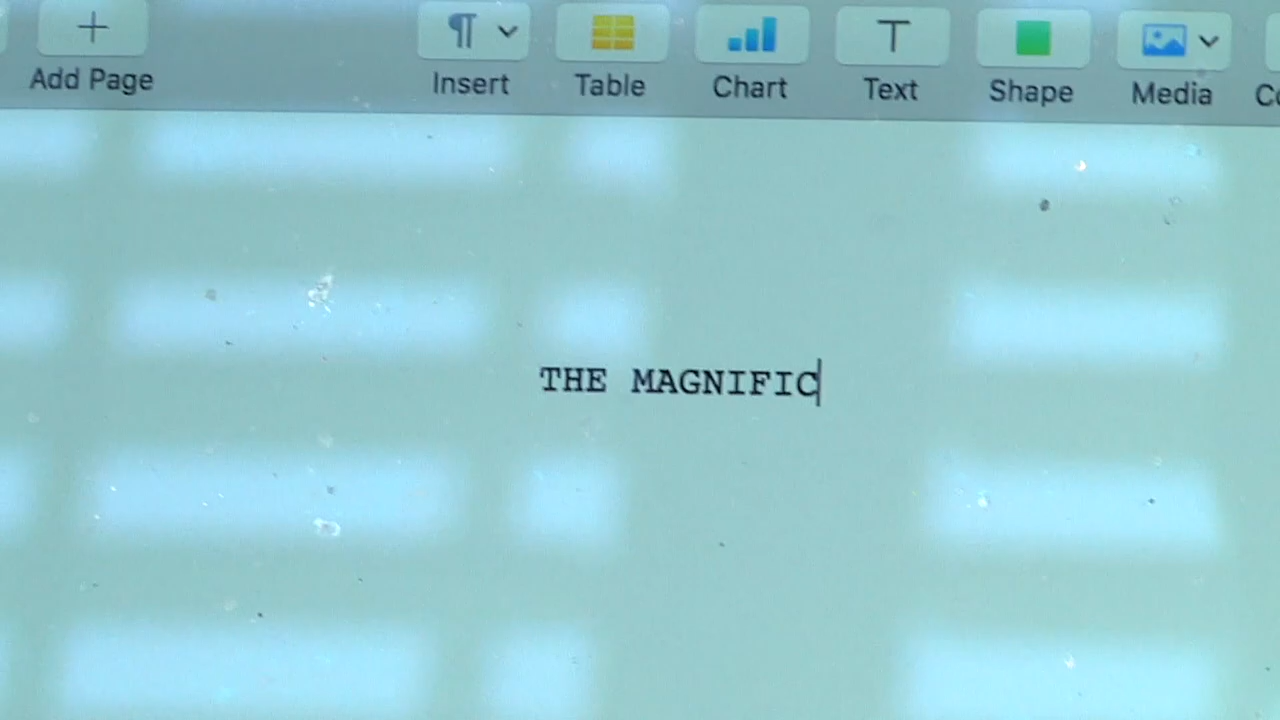 Add Page
Insert
Table
Chart
Text
Shape
Media
THE MAGNIFIC